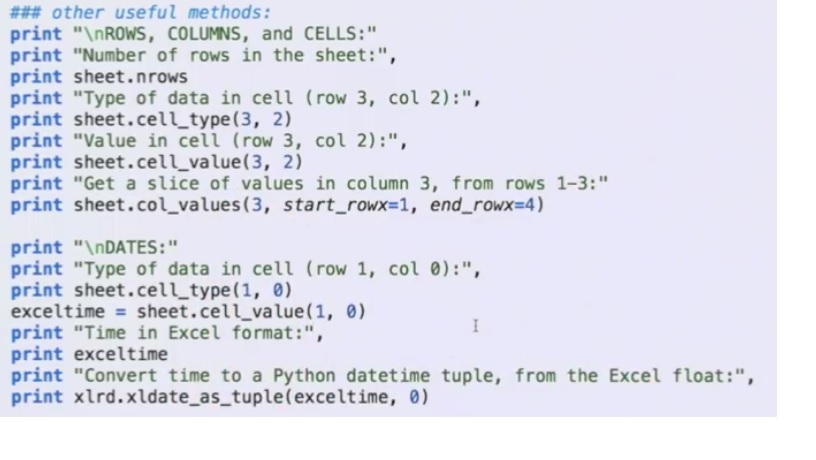 ### other useful methods:
print "\nROWS, COLUMNS, and CELLS:"
print "Number of rows in the sheet:",
print sheet.nrows
print "Type of data in cell (row 3, col 2):",
print sheet.cell_type(3, 2)
print "Value in cell (row 3, col 2):",
print sheet.cell_value(3, 2)
print "Get a slice of values in column 3, from rows 1-3:"
print sheet.col_values(3, start_rowx=1, end_rowx=4)
print "\nDATES:"
print "Type of data in cell (row 1, col 0):",
print sheet.cell_type(1, 0)
exceltime = sheet.cell_value(1, 0)
print "Time in Excel format:",
print exceltime
print "Convert time to a Python datetime tuple, from the Excel float:",
print xlrd.xldate_as_tuple(exceltime, 0)